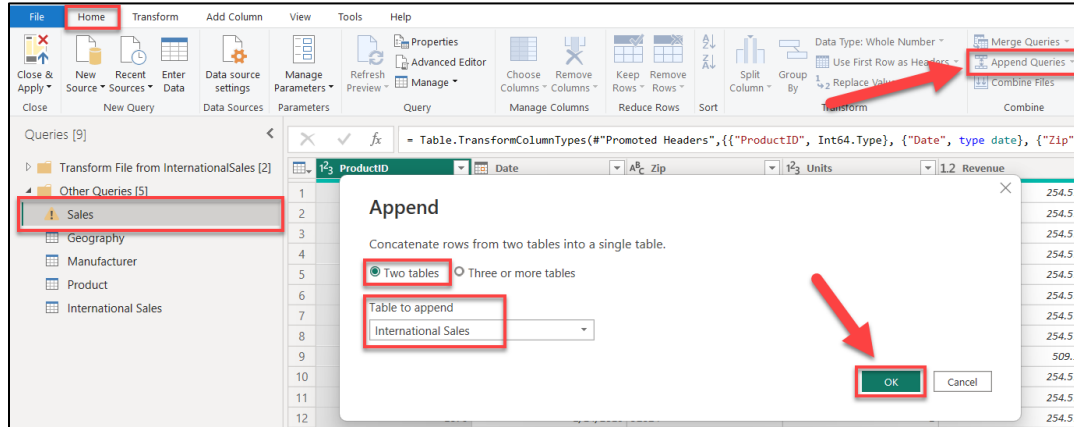 File Home Transform Add Column View Tools Help
Close & Apply New Source Recent Sources Enter Data Data source settings Manage Parameters Refresh Preview Properties Advanced Editor Manage Choose Columns Remove Columns Keep Rows Remove Rows Split Column Group By Data Type: Whole Number Use First Row as Headers Replace Merge Queries Append Queries Combine Files
Close New Query Data Sources Parameters Query Manage Columns Reduce Rows Sort Transform Combine
Queries [9] fx = Table.TransformColumnTypes(#"Promoted Headers",{{"ProductID", Int64.Type}, {"Date", type date}, {"Zip"
Transform File from InternationalSales [2]
Other Queries [5]
Sales
Geography
Manufacturer
Product
International Sales
1²3 ProductID Date ABC Zip 1²3 Units 1.2 Revenue
1 254.5
2 254.5
3 254.5
4 254.5
5 254.5
6 254.5
7 254.5
8 254.5
9 509.
10 254.5
11 254.5
12 254.5
Append
Concatenate rows from two tables into a single table.
Two tables Three or more tables
Table to append
International Sales
OK Cancel